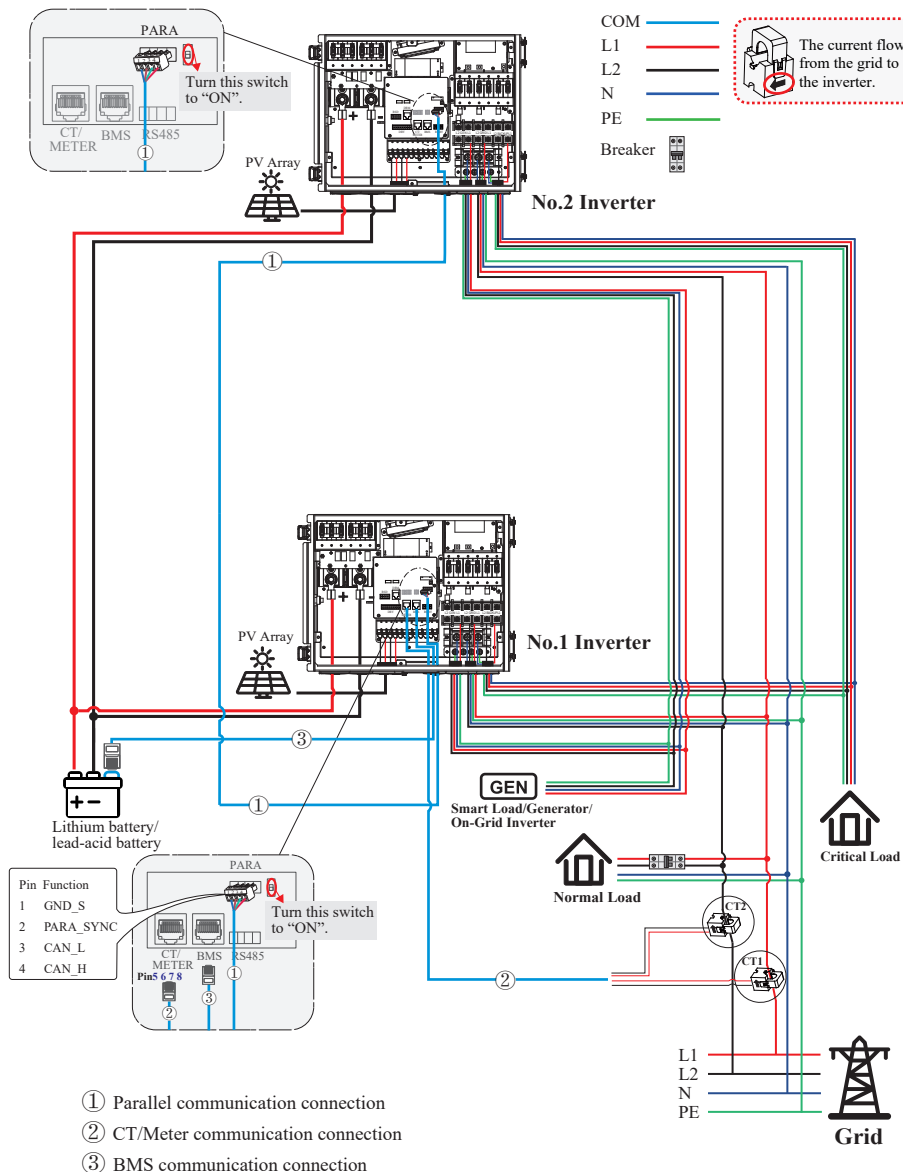 PARA
Turn this switch
to “ON”.
CT/
METER
BMS
RS485
①
PV Array
+
-
No.2 Inverter
COM
L1
L2
N
PE
Breaker
The current flow
from the grid to
the inverter.
①
PV Array
+
-
No.1 Inverter
③
①
+ -
Lithium battery/
lead-acid battery
GEN
Smart Load/Generator/
On-Grid Inverter
Normal Load
Critical Load
Pin Function
1 GND_S
2 PARA_SYNC
3 CAN_L
4 CAN_H
PARA
Turn this switch
to “ON”.
CT/
METER
BMS
RS485
Pin5 6 7 8
①
③
②
②
CT2
CT1
L1
L2
N
PE
Grid
① Parallel communication connection
② CT/Meter communication connection
③ BMS communication connection